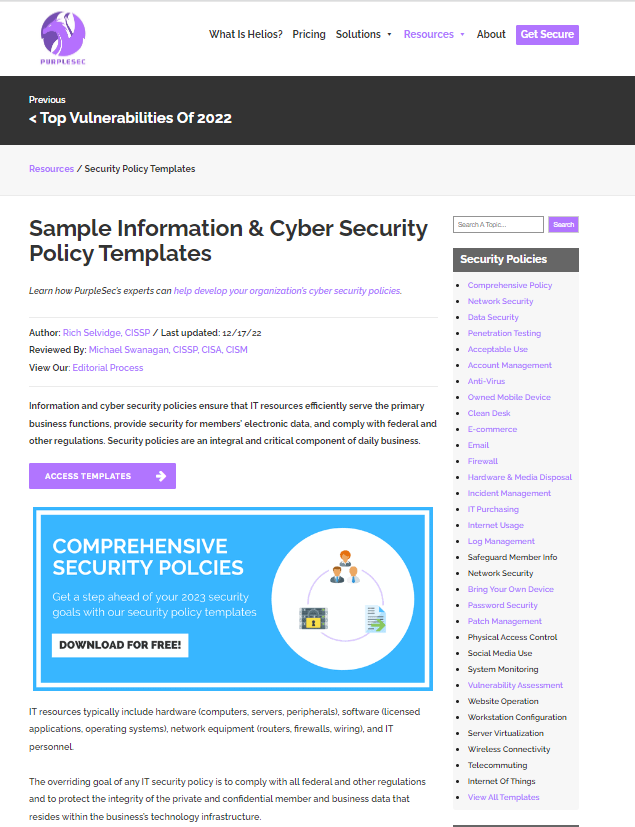 PURPLESEC
What Is Helios? Pricing Solutions Resources About Get Secure
Previous
< Top Vulnerabilities Of 2022
Resources / Security Policy Templates
Sample Information & Cyber Security
Policy Templates
Learn how PurpleSec's experts can help develop your organization's cyber security policies.
Author: Rich Selvidge, CISSP / Last updated: 12/17/22
Reviewed By: Michael Swanagan, CISSP, CISA, CISM
View Our: Editorial Process
Information and cyber security policies ensure that IT resources efficiently serve the primary
business functions, provide security for members' electronic data, and comply with federal and
other regulations. Security policies are an integral and critical component of daily business.
ACCESS TEMPLATES
COMPREHENSIVE
SECURITY POLCIES
Get a step ahead of your 2023 security
goals with our security policy templates
DOWNLOAD FOR FREE!
IT resources typically include hardware (computers, servers, peripherals), software (licensed
applications, operating systems), network equipment (routers, firewalls, wiring), and IT
personnel.
The overriding goal of any IT security policy is to comply with all federal and other regulations
and to protect the integrity of the private and confidential member and business data that
resides within the business's technology infrastructure.
Search A Topic... Search
Security Policies
Comprehensive Policy
Network Security
Data Security
Penetration Testing
Acceptable Use
Account Management
Anti-Virus
Owned Mobile Device
Clean Desk
E-commerce
Email
Firewall
Hardware & Media Disposal
Incident Management
IT Purchasing
Internet Usage
Log Management
Safeguard Member Info
Network Security
Bring Your Own Device
Password Security
Patch Management
Physical Access Control
Social Media Use
System Monitoring
Vulnerability Assessment
Website Operation
Workstation Configuration
Server Virtualization
Wireless Connectivity
Telecommuting
Internet Of Things
View All Templates